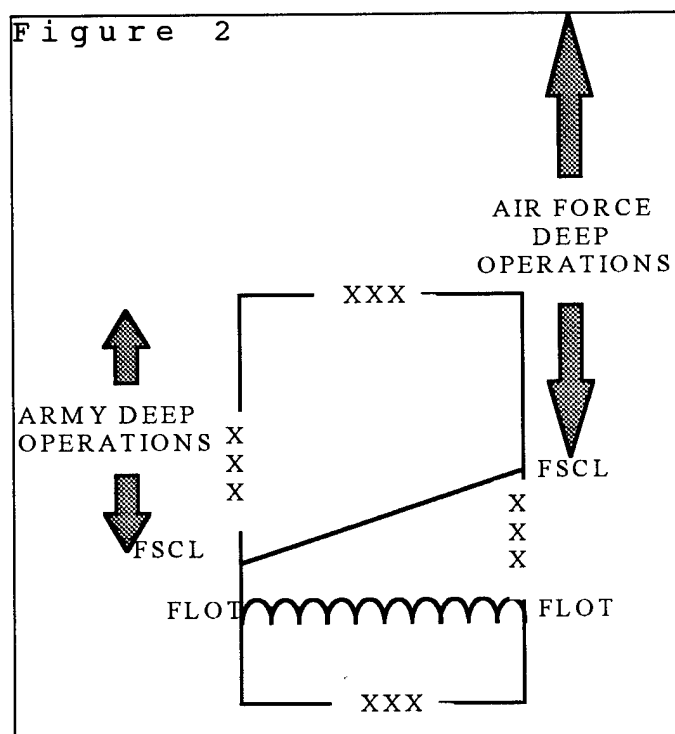 Figure 2
AIR FORCE
DEEP
OPERATIONS
XXX
ARMY DEEP
OPERATIONS
X
X
X
FSCL
X
X
X
FSCL
FLOT
FLOT
XXX